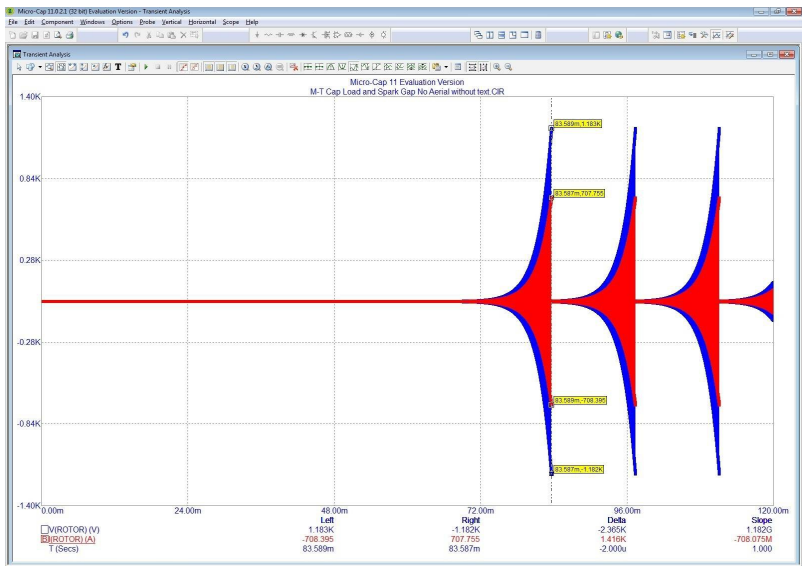 Micro-Cap 11.0.2.1 (32 bit) Evaluation Version - Transient Analysis
File Edit Component Windows Options Probe Vertical Horizontal Scope Help
Transient Analysis
Micro-Cap 11 Evaluation Version
M-T Cap Load and Spark Gap No Aerial without text.CIR
1.40K
83.589m,1.183K
0.84K
83.587m,707.755
0.28K
-0.28K
83.589m,-708.395
-0.84K
83.587m,-1.182K
-1.40K
0.00m 24.00m 48.00m 72.00m 96.00m 120.00m
Left Right Delta Slope
V(ROTOR) (V) 1.183K -1.182K -2.365K 1.182G
I(ROTOR) (A) -708.395 707.755 1.416K -708.075M
T (Secs) 83.589m 83.587m -2.000u 1.000